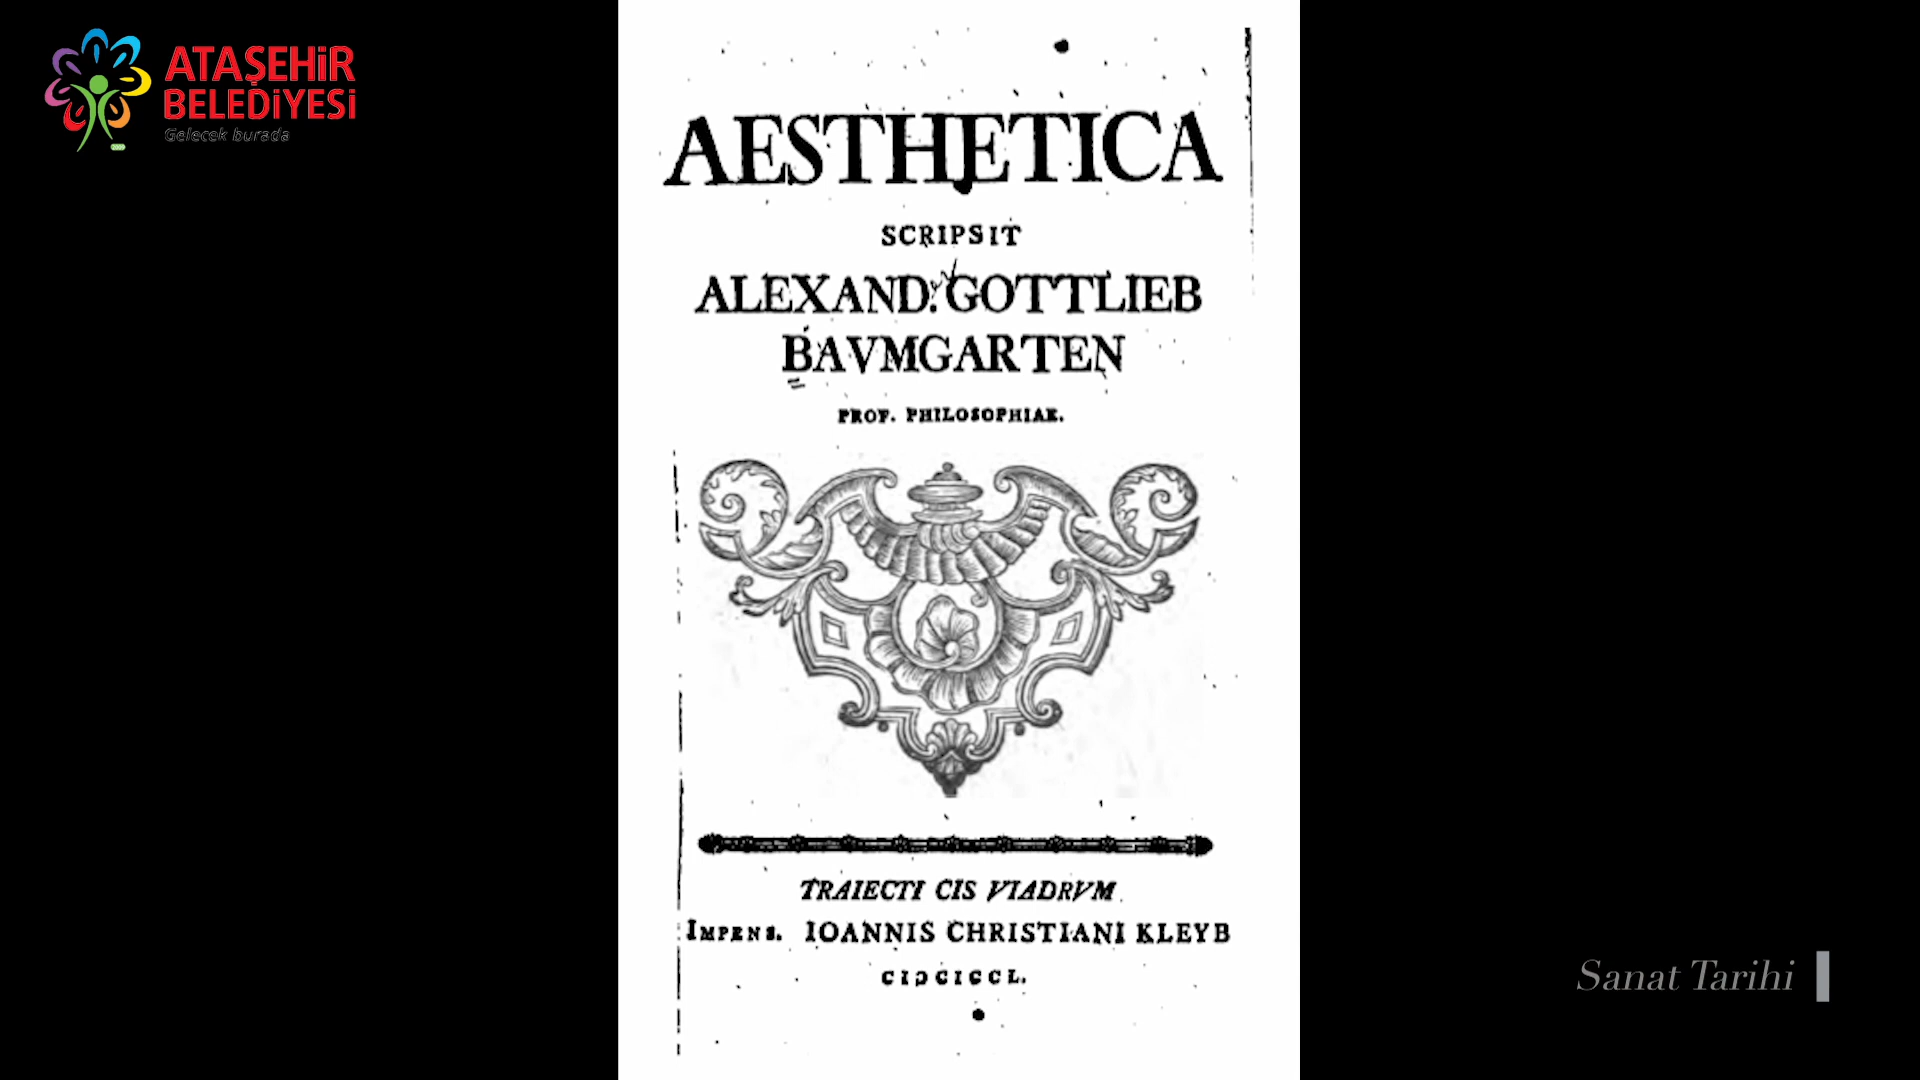 ATAŞEHİR
BELEDİYESİ
Gelecek burada
AESTHETICA
SCRIPSIT
ALEXAND. GOTTLIEB
BAVMGARTEN
PROF. PHILOSOPHIAE.
TRAIECTI CIS VIADRVM
IMPENS. IOANNIS CHRISTIANI KLEYB
CIↃCICCL.
Sanat Tarihi